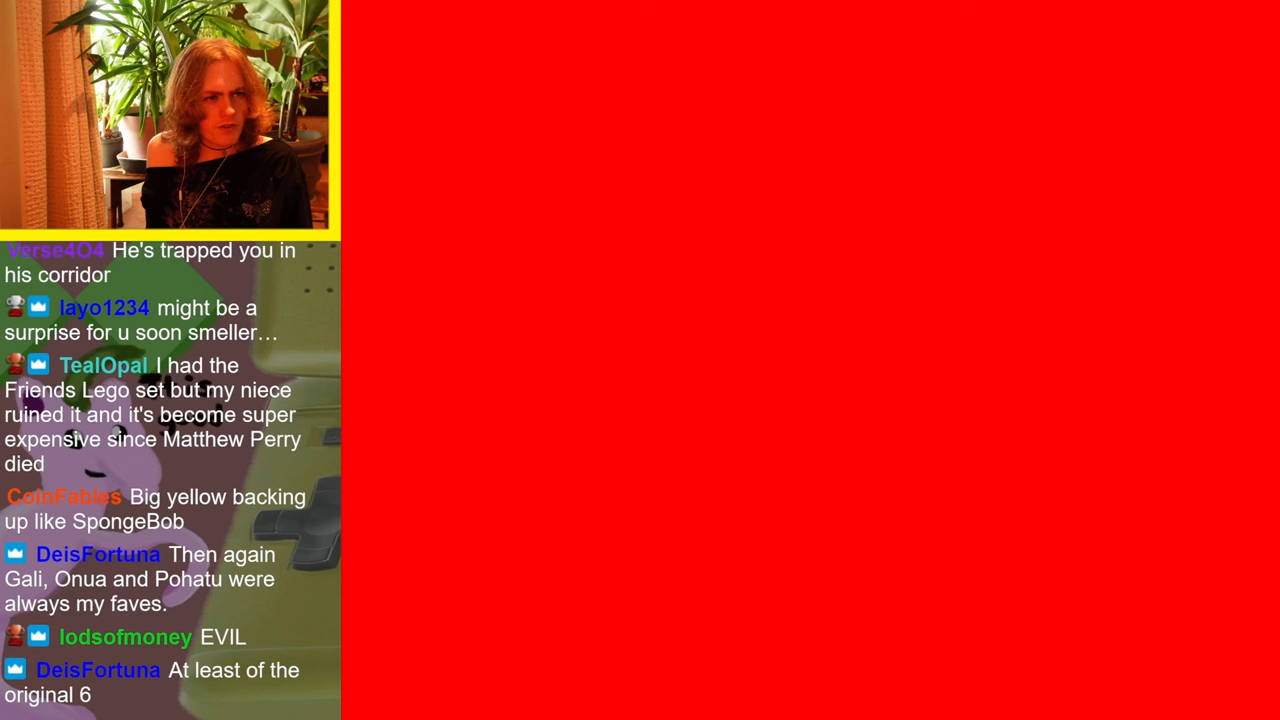 Verse4O4 He's trapped you in
his corridor
layo1234 might be a
surprise for u soon smeller…
TealOpal I had the
Friends Lego set but my niece
ruined it and it's become super
expensive since Matthew Perry
died
CoinFables Big yellow backing
up like SpongeBob
DeisFortuna Then again
Gali, Onua and Pohatu were
always my faves.
lodsofmoney EVIL
DeisFortuna At least of the
original 6